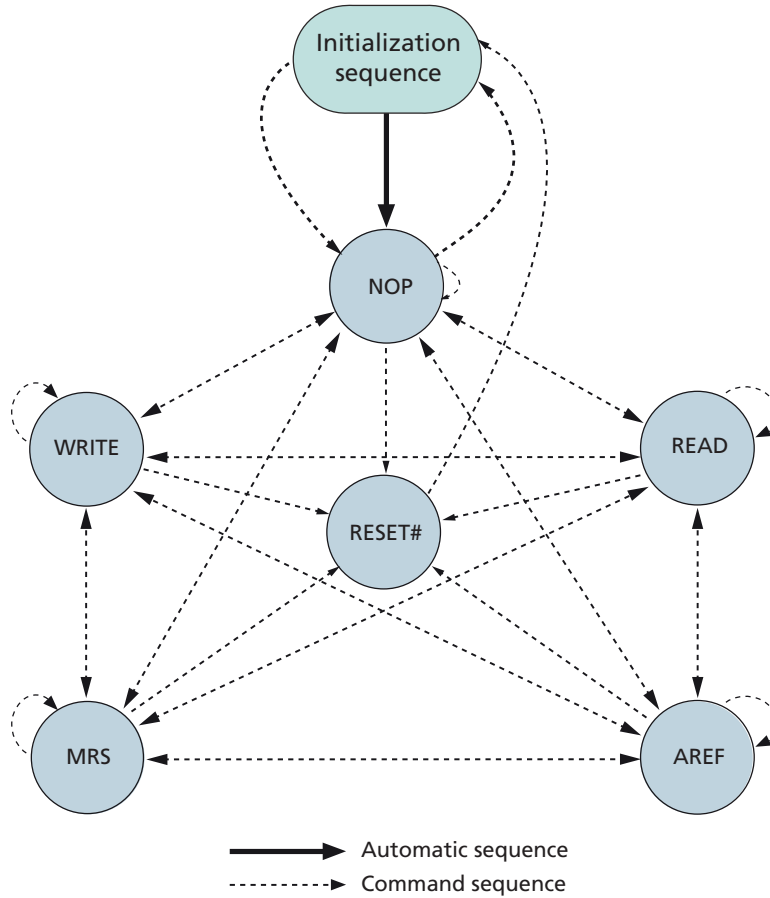 Initialization
sequence
NOP
WRITE
READ
RESET#
MRS
AREF
Automatic sequence
Command sequence